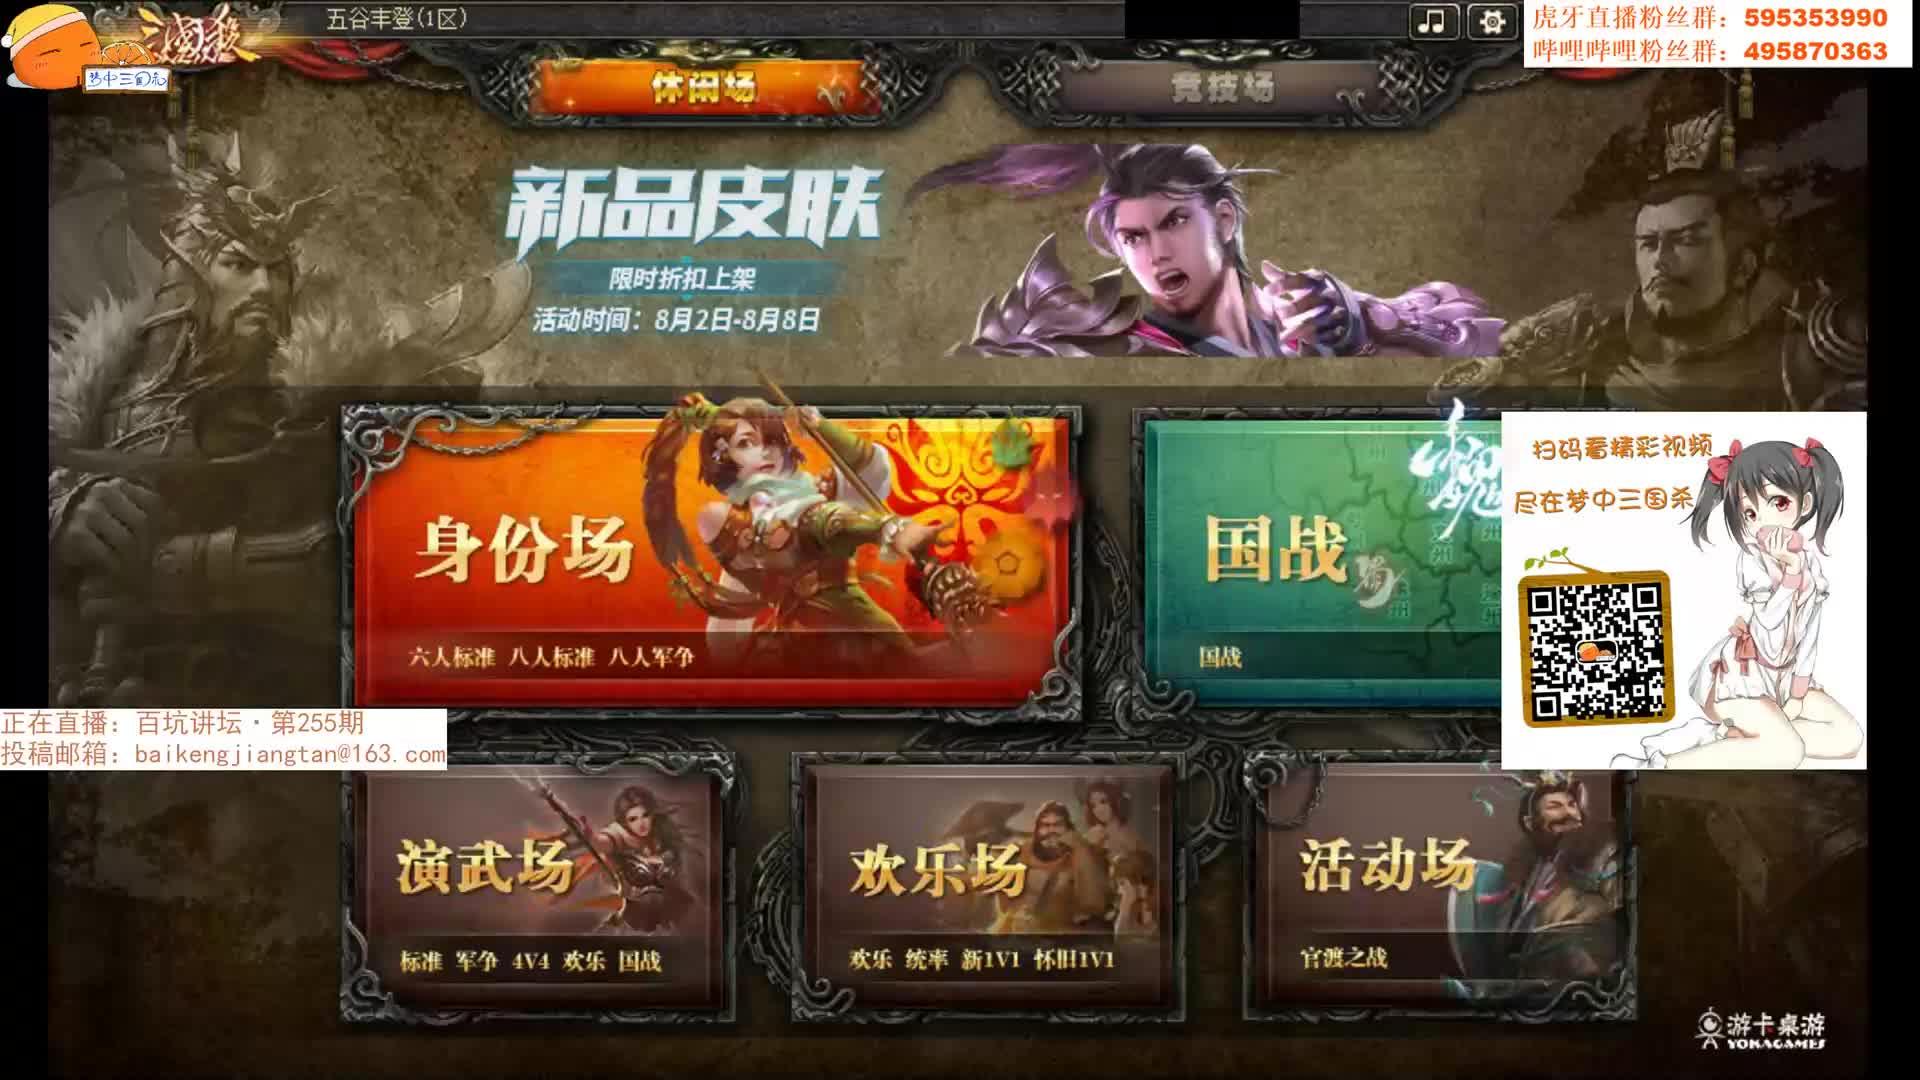 三国杀
五谷丰登(1区)
梦中三国杀
虎牙直播粉丝群：595353990
哔哩哔哩粉丝群：495870363
休闲场
竞技场
新品皮肤
限时折扣上架
活动时间：8月2日-8月8日
身份场
六人标准 八人标准 八人军争
国战
国战
扫码看精彩视频
尽在梦中三国杀
正在直播：百坑讲坛·第255期
投稿邮箱：baikengjiangtan@163.com
演武场
标准 军争 4V4 欢乐 国战
欢乐场
欢乐 统率 新1V1 怀旧1V1
活动场
官渡之战
游卡桌游
YOKAGAMES